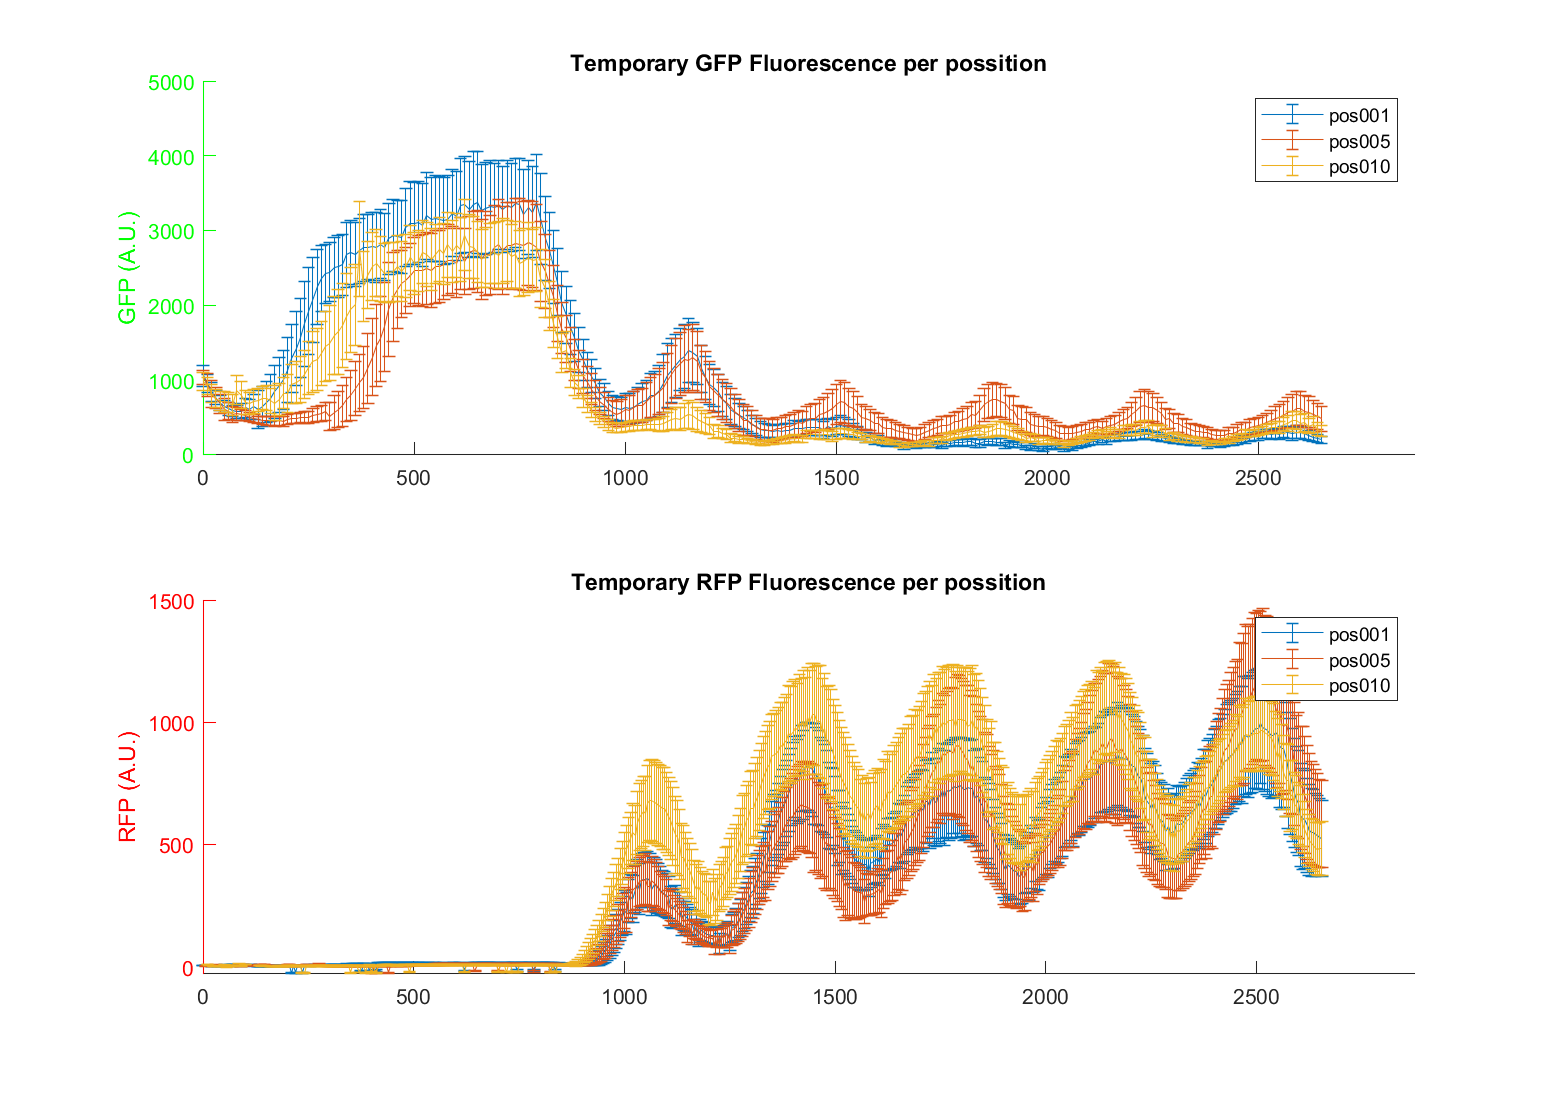 Temporary GFP Fluorescence per possition
5000
4000
3000
2000
1000
0
GFP (A.U.)
pos001
pos005
pos010
0 500 1000 1500 2000 2500
Temporary RFP Fluorescence per possition
1500
1000
500
0
RFP (A.U.)
pos001
pos005
pos010
0 500 1000 1500 2000 2500